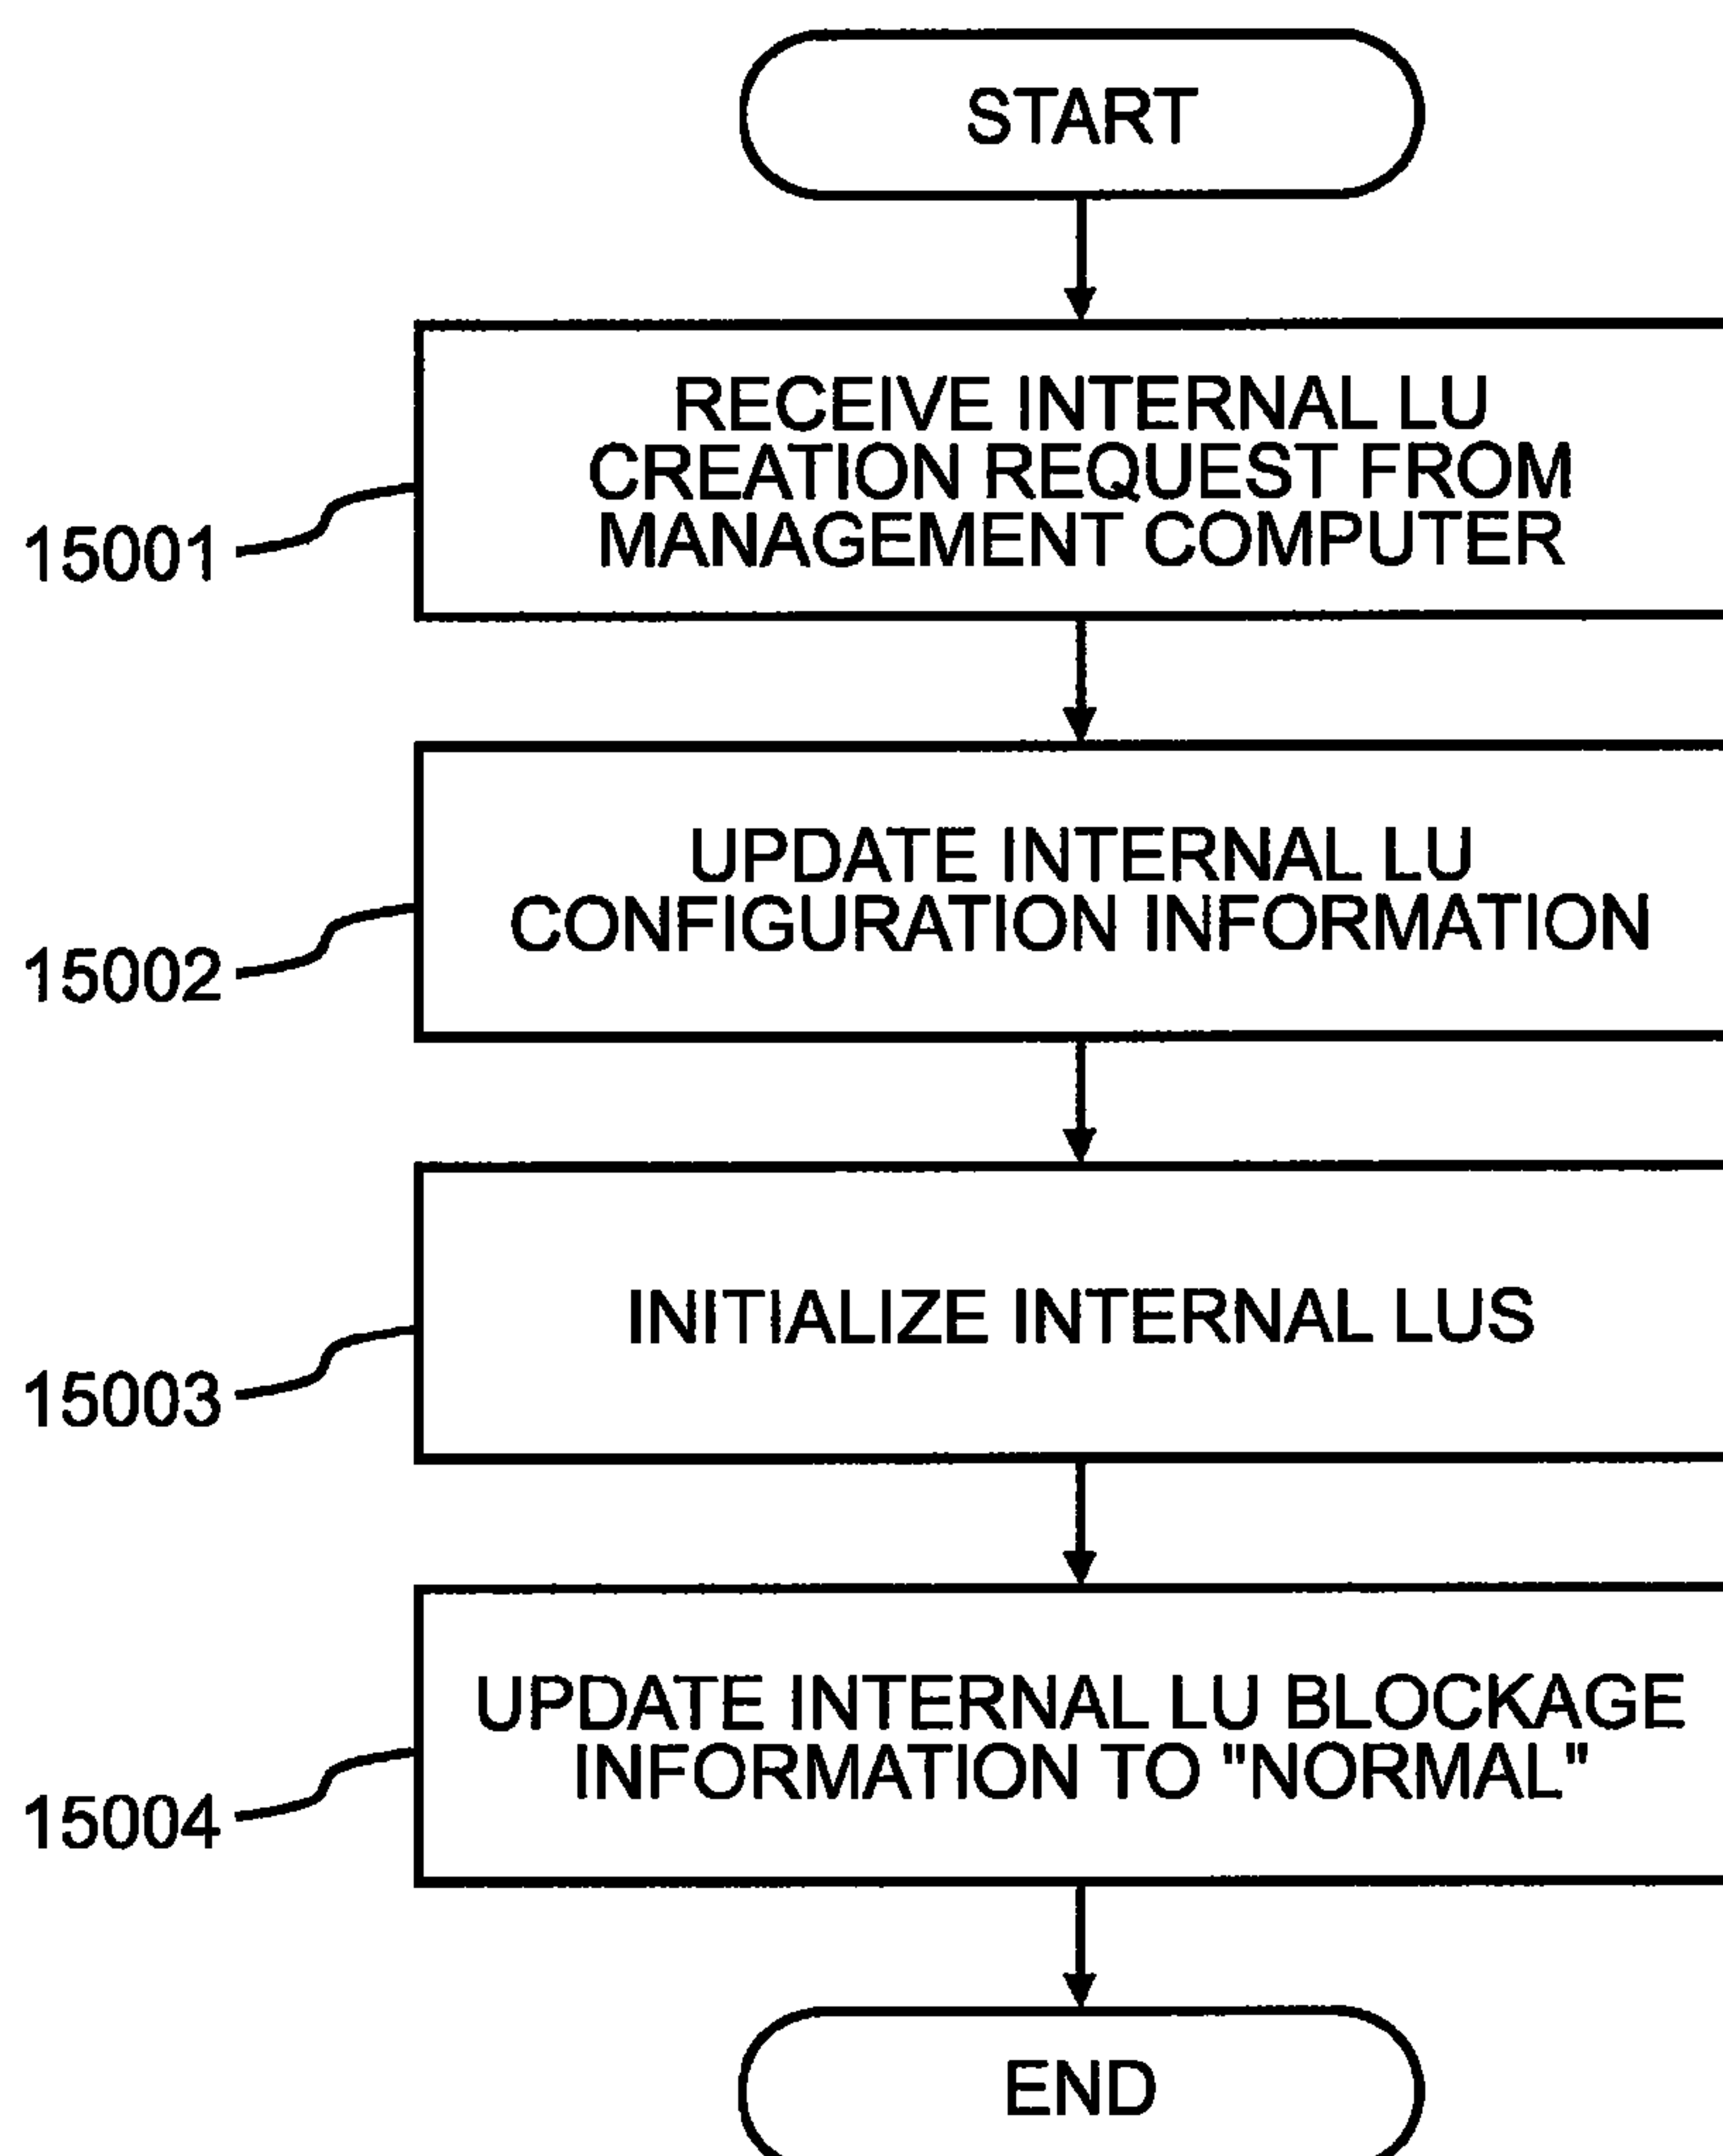 START
RECEIVE INTERNAL LU
CREATION REQUEST FROM
MANAGEMENT COMPUTER
15001
UPDATE INTERNAL LU
CONFIGURATION INFORMATION
15002
INITIALIZE INTERNAL LUS
15003
UPDATE INTERNAL LU BLOCKAGE
INFORMATION TO "NORMAL"
15004
END